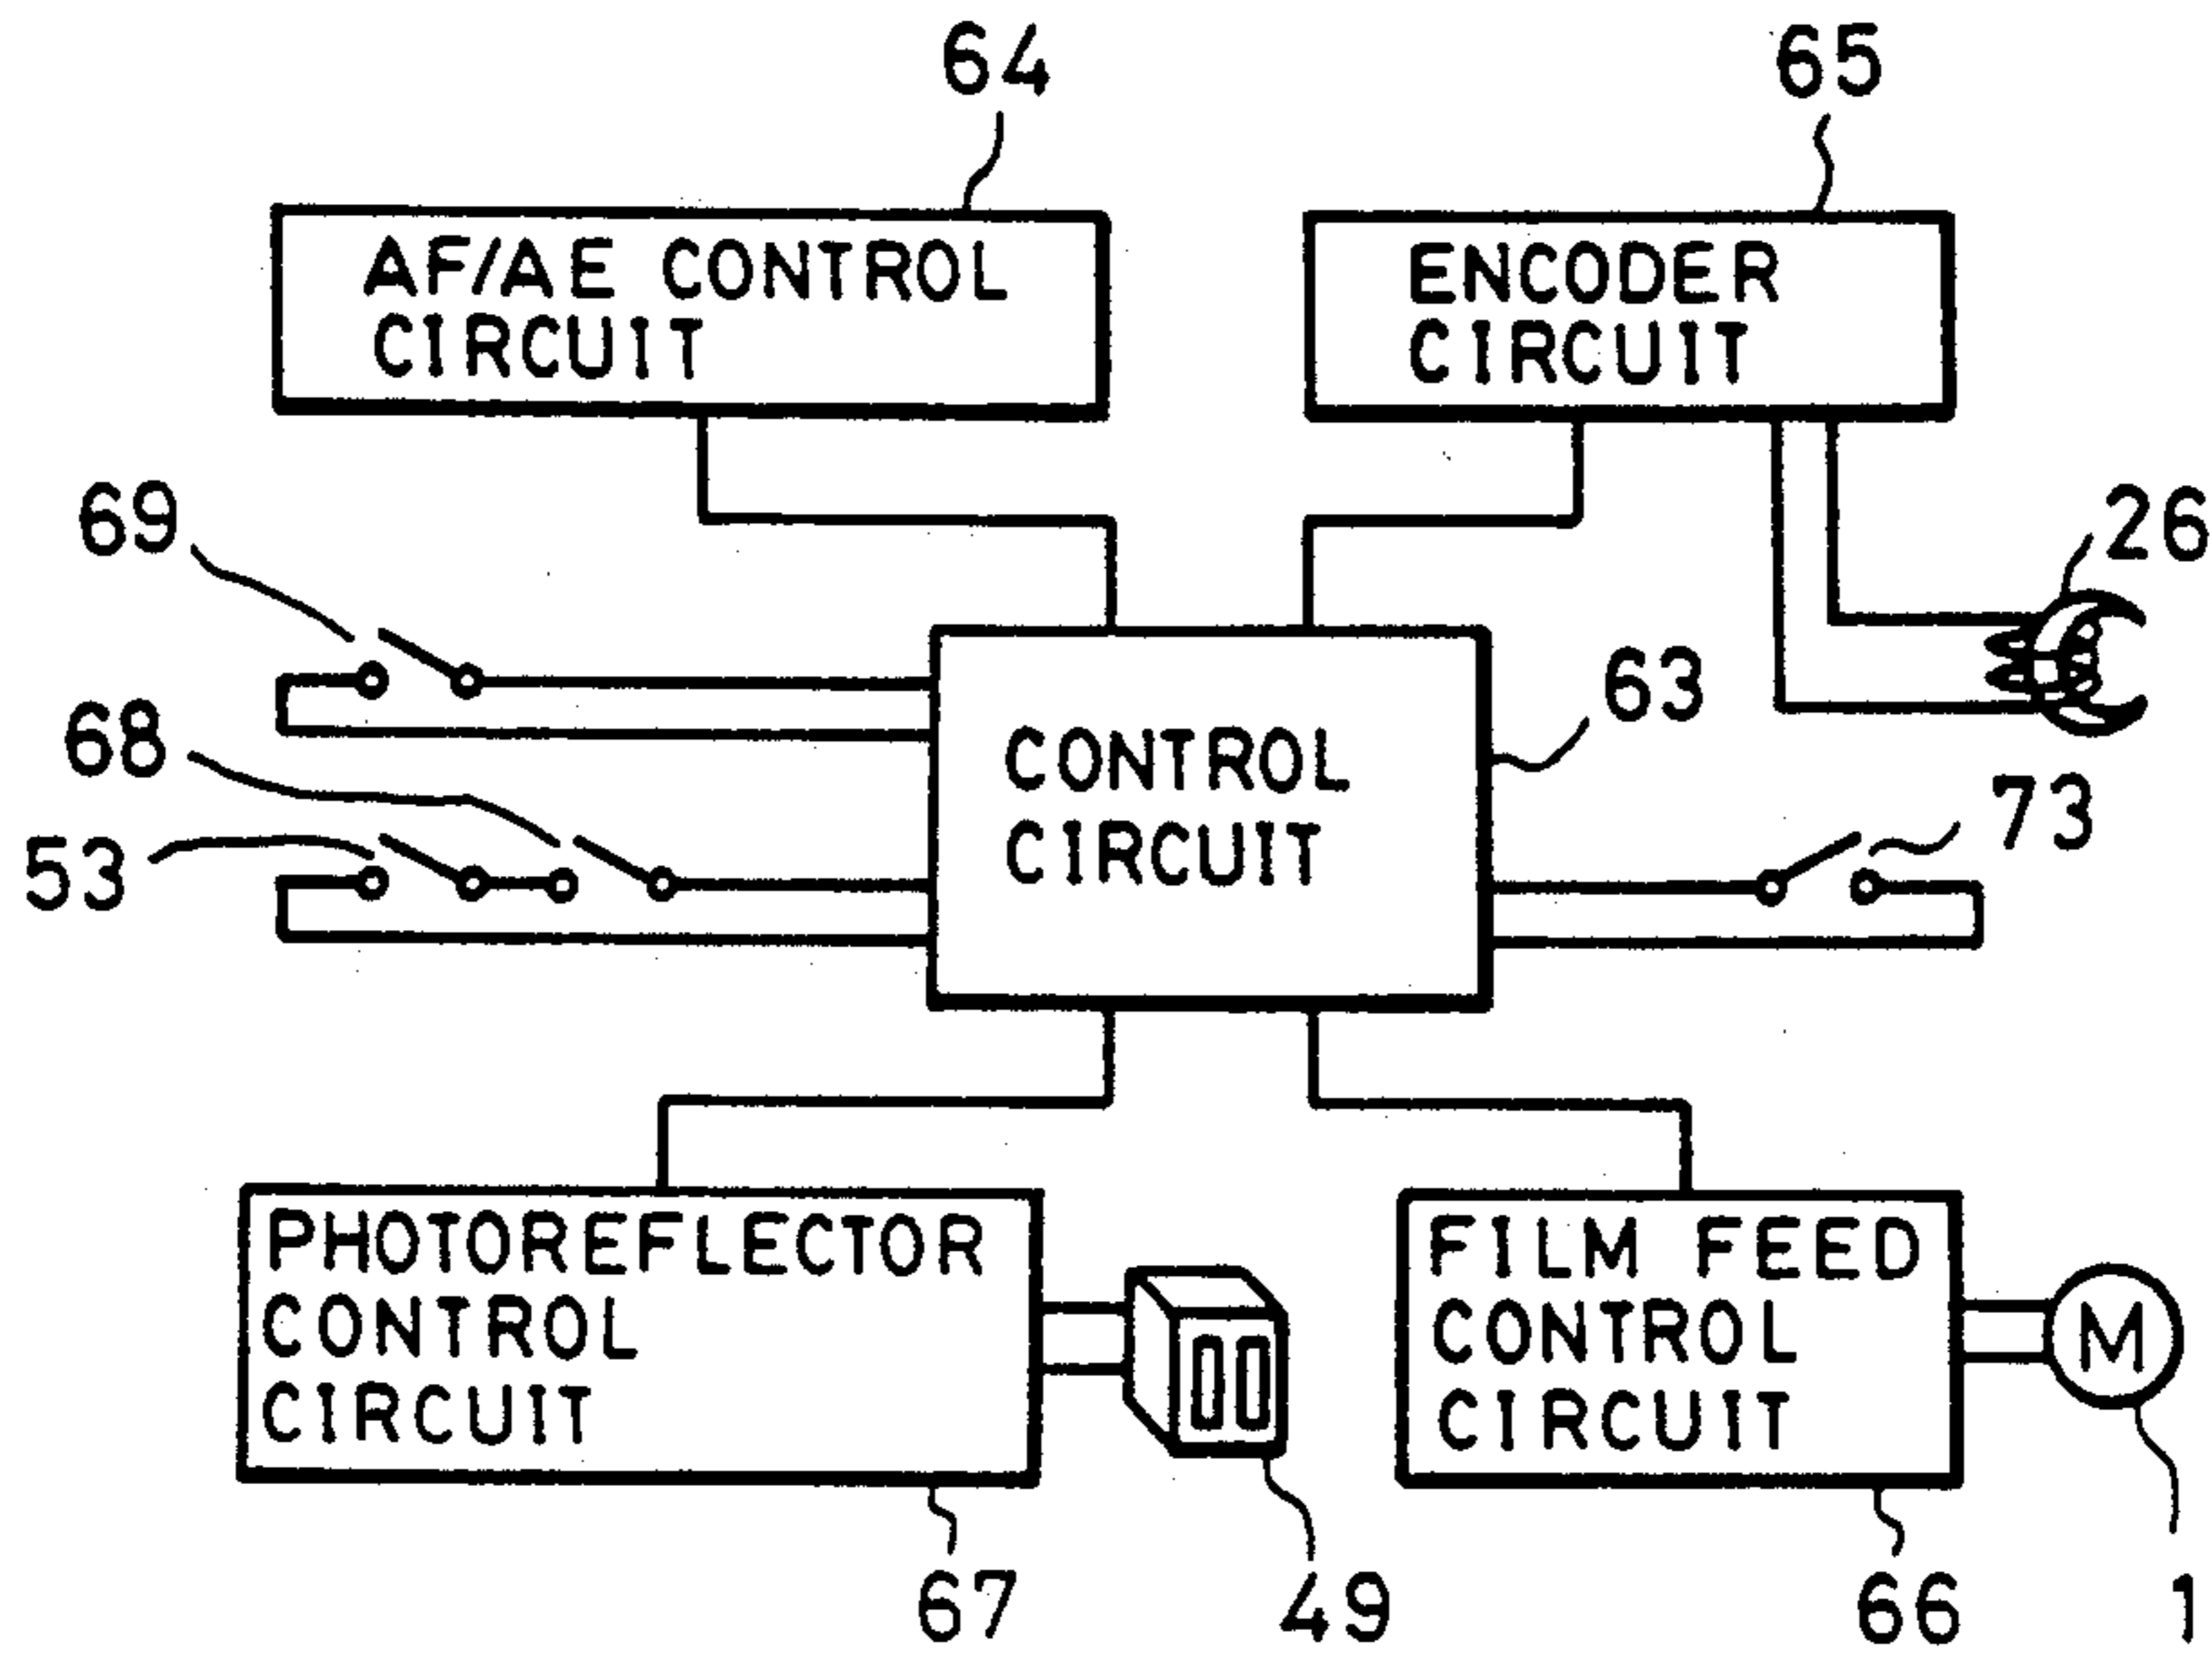 64
65
AF/AE CONTROL
CIRCUIT
ENCODER
CIRCUIT
69
26
68
63
CONTROL
CIRCUIT
53
73
PHOTOREFLECTOR
CONTROL
CIRCUIT
FILM FEED
CONTROL
CIRCUIT
M
67
49
66
1